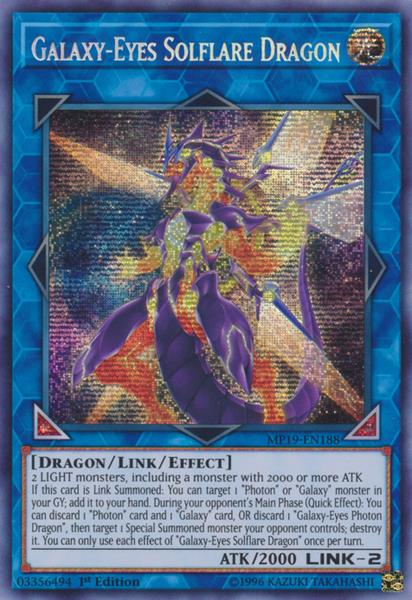 GALAXY-EYES SOLFLARE DRAGON
MP19-EN188
[DRAGON/LINK/EFFECT]
2 LIGHT monsters, including a monster with 2000 or more ATK
If this card is Link Summoned: You can target 1 "Photon" or "Galaxy" monster in
your GY; add it to your hand. During your opponent's Main Phase (Quick Effect): You
can discard 1 "Photon" card and 1 "Galaxy" card, OR discard 1 "Galaxy-Eyes Photon
Dragon", then target 1 Special Summoned monster your opponent controls; destroy
it. You can only use each effect of "Galaxy-Eyes Solflare Dragon" once per turn.
ATK/2000 LINK-2
03356494 1st Edition ©1996 KAZUKI TAKAHASHI